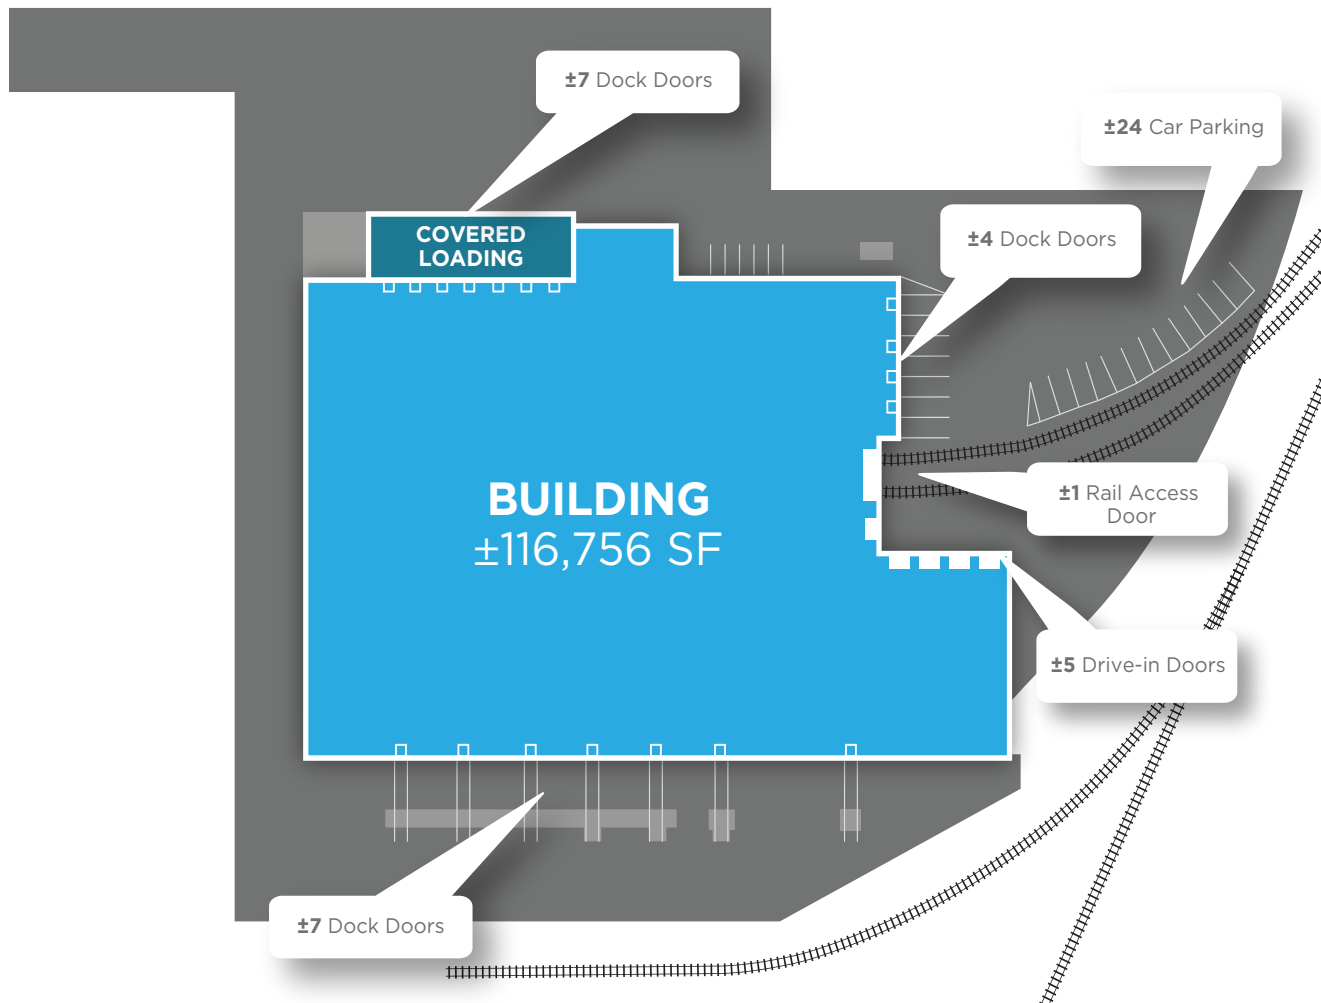 ±7 Dock Doors
±24 Car Parking
COVERED
LOADING
±4 Dock Doors
BUILDING
±116,756 SF
±1 Rail Access
Door
±5 Drive-in Doors
±7 Dock Doors